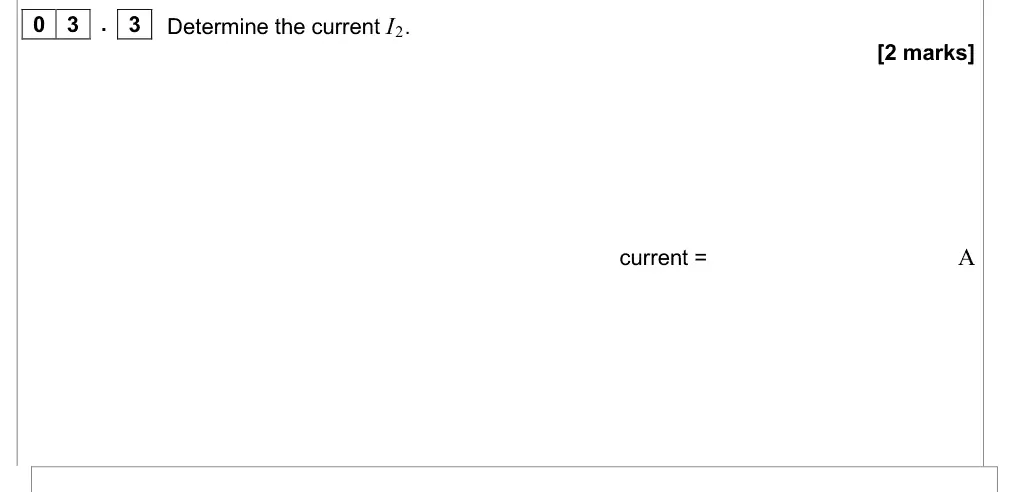 0 3 . 3 Determine the current I₂.
[2 marks]
current = A